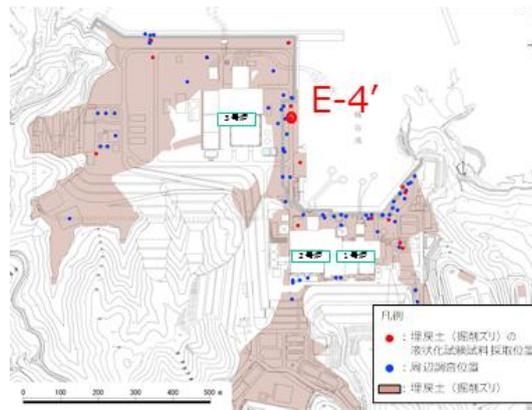 E-4’
3号炉
2号炉
1号炉
凡例
：埋戻土（掘削ズリ）の
液状化試験試料採取位置
：周辺調査位置
：埋戻土（掘削ズリ）
0 100 200 300 400 500 m